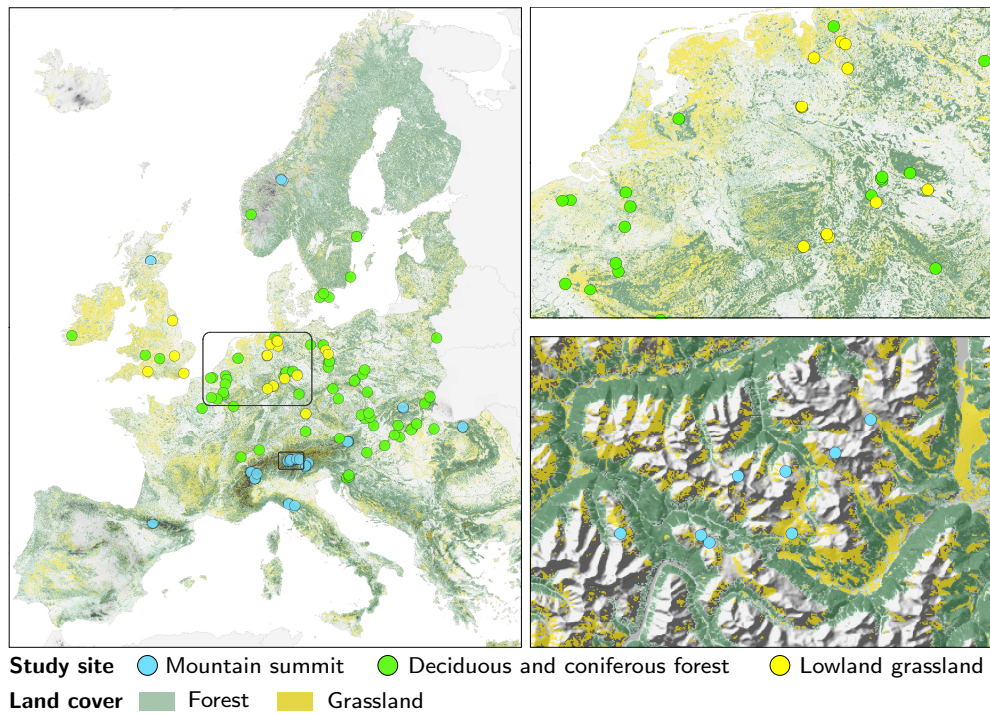 Study site Mountain summit Deciduous and coniferous forest Lowland grassland
Land cover Forest Grassland